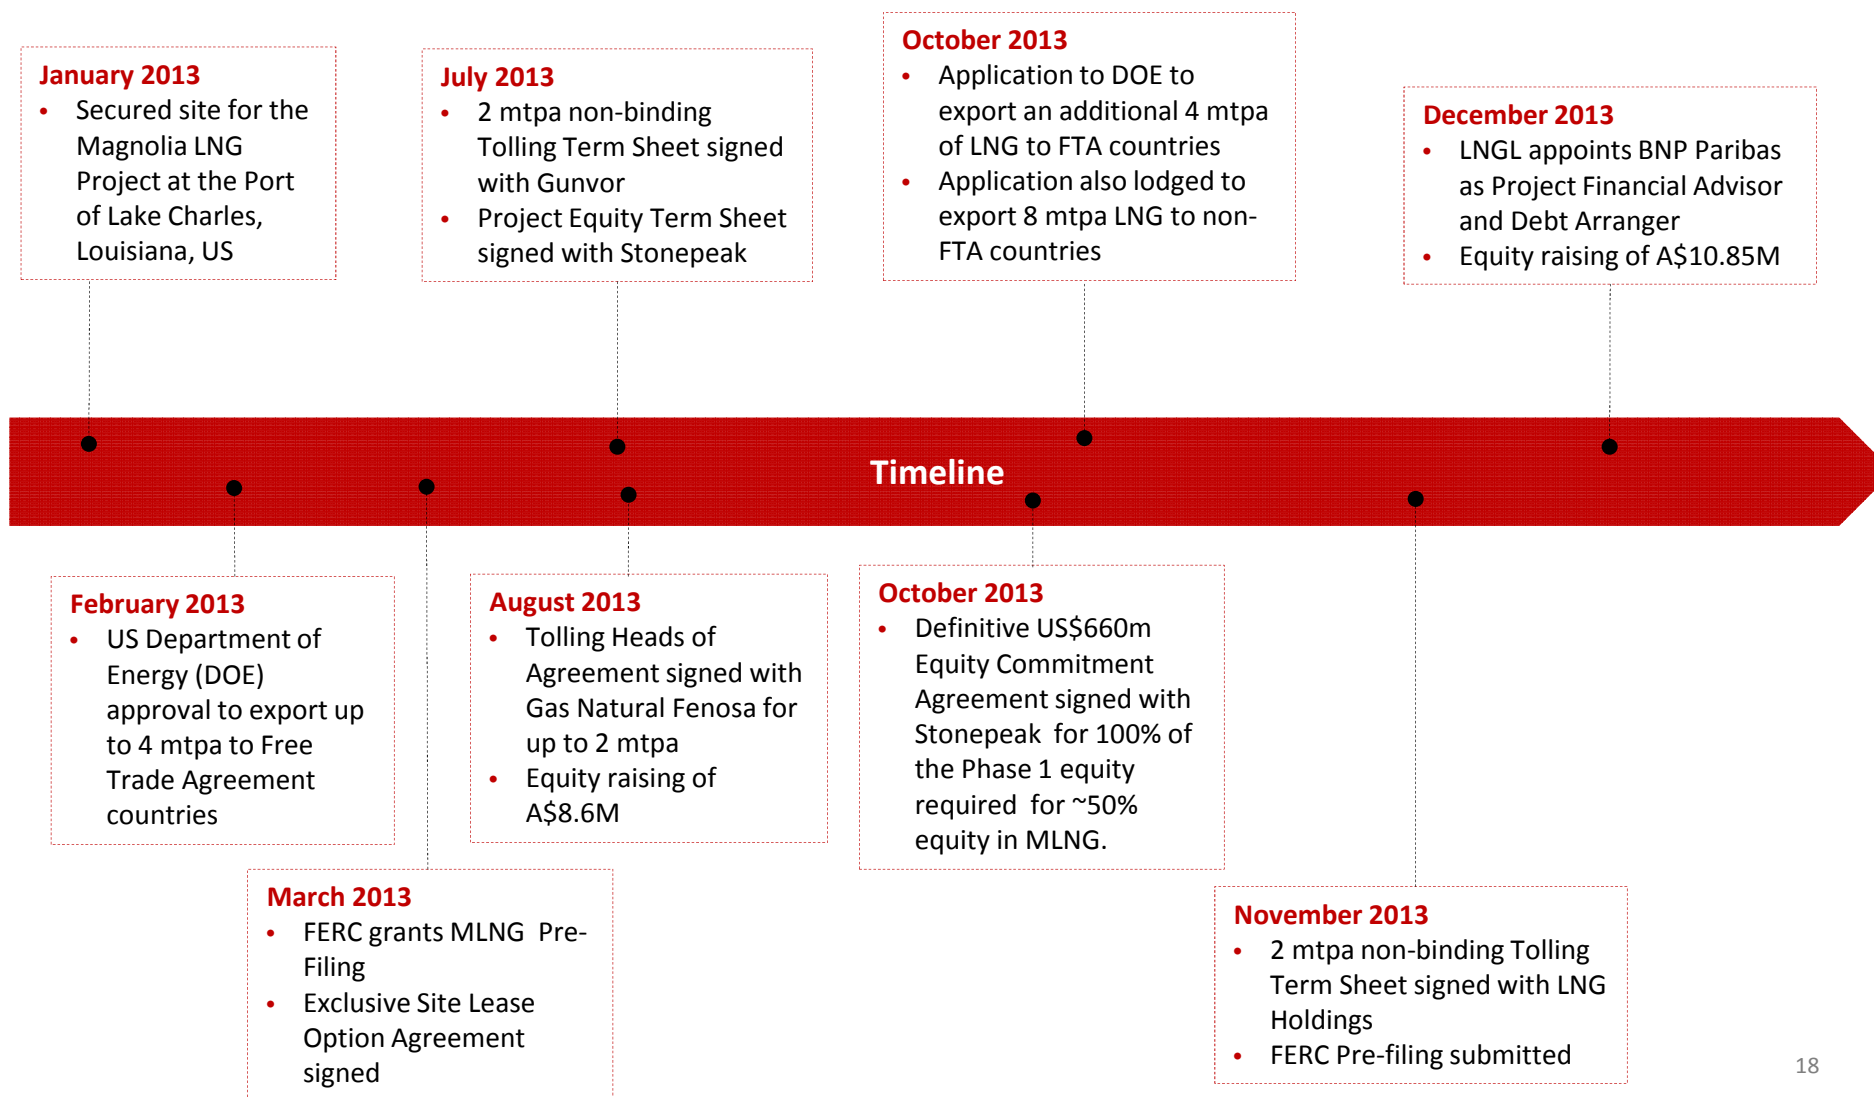 January 2013
• Secured site for the
Magnolia LNG
Project at the Port
of Lake Charles,
Louisiana, US
July 2013
• 2 mtpa non-binding
Tolling Term Sheet signed
with Gunvor
• Project Equity Term Sheet
signed with Stonepeak
October 2013
• Application to DOE to
export an additional 4 mtpa
of LNG to FTA countries
• Application also lodged to
export 8 mtpa LNG to non-
FTA countries
December 2013
• LNGL appoints BNP Paribas
as Project Financial Advisor
and Debt Arranger
• Equity raising of A$10.85M
Timeline
February 2013
• US Department of
Energy (DOE)
approval to export up
to 4 mtpa to Free
Trade Agreement
countries
March 2013
• FERC grants MLNG Pre-
Filing
• Exclusive Site Lease
Option Agreement
signed
August 2013
• Tolling Heads of
Agreement signed with
Gas Natural Fenosa for
up to 2 mtpa
• Equity raising of
A$8.6M
October 2013
• Definitive US$660m
Equity Commitment
Agreement signed with
Stonepeak for 100% of
the Phase 1 equity
required for ~50%
equity in MLNG.
November 2013
• 2 mtpa non-binding Tolling
Term Sheet signed with LNG
Holdings
• FERC Pre-filing submitted
18